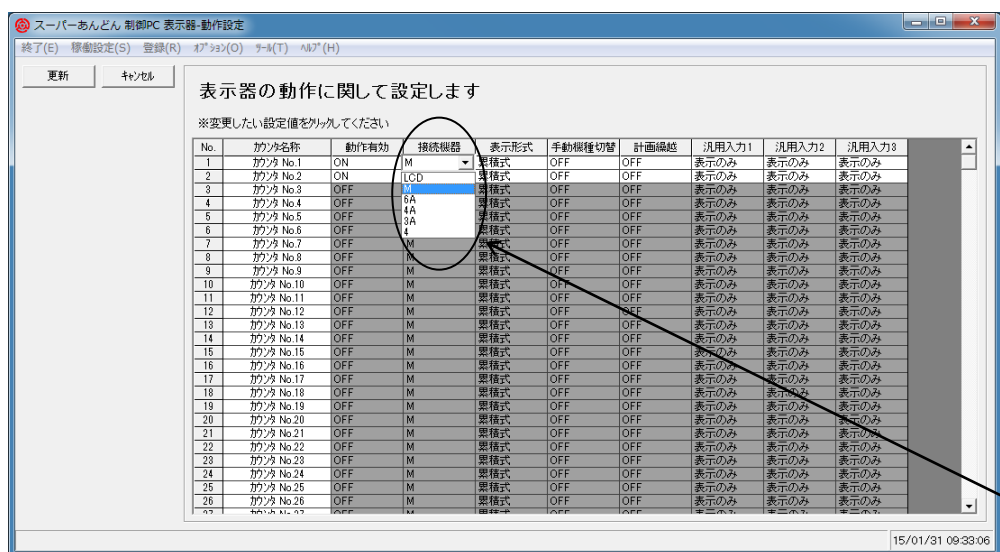 スーパーあんどん 制御PC 表示器-動作設定
終了(E) 稼働設定(S) 登録(R) ｵﾌﾟｼｮﾝ(O) ﾂｰﾙ(T) ﾍﾙﾌﾟ(H)
更新 ｷｬﾝｾﾙ
表示器の動作に関して設定します
※変更したい設定値をｸﾘｯｸしてください
No. ｶｳﾝﾀ名称 動作有効 接続機器 表示形式 手動機種切替 計画繰越 汎用入力1 汎用入力2 汎用入力3
1 ｶｳﾝﾀ No.1 ON M 累積式 OFF OFF 表示のみ 表示のみ 表示のみ
2 ｶｳﾝﾀ No.2 ON LCD 累積式 OFF OFF 表示のみ 表示のみ 表示のみ
3 ｶｳﾝﾀ No.3 OFF M 累積式 OFF OFF 表示のみ 表示のみ 表示のみ
4 ｶｳﾝﾀ No.4 OFF 6A 累積式 OFF OFF 表示のみ 表示のみ 表示のみ
5 ｶｳﾝﾀ No.5 OFF 4A 累積式 OFF OFF 表示のみ 表示のみ 表示のみ
6 ｶｳﾝﾀ No.6 OFF 3A 累積式 OFF OFF 表示のみ 表示のみ 表示のみ
4
7 ｶｳﾝﾀ No.7 OFF M 累積式 OFF OFF 表示のみ 表示のみ 表示のみ
8 ｶｳﾝﾀ No.8 OFF M 累積式 OFF OFF 表示のみ 表示のみ 表示のみ
9 ｶｳﾝﾀ No.9 OFF M 累積式 OFF OFF 表示のみ 表示のみ 表示のみ
10 ｶｳﾝﾀ No.10 OFF M 累積式 OFF OFF 表示のみ 表示のみ 表示のみ
11 ｶｳﾝﾀ No.11 OFF M 累積式 OFF OFF 表示のみ 表示のみ 表示のみ
12 ｶｳﾝﾀ No.12 OFF M 累積式 OFF OFF 表示のみ 表示のみ 表示のみ
13 ｶｳﾝﾀ No.13 OFF M 累積式 OFF OFF 表示のみ 表示のみ 表示のみ
14 ｶｳﾝﾀ No.14 OFF M 累積式 OFF OFF 表示のみ 表示のみ 表示のみ
15 ｶｳﾝﾀ No.15 OFF M 累積式 OFF OFF 表示のみ 表示のみ 表示のみ
16 ｶｳﾝﾀ No.16 OFF M 累積式 OFF OFF 表示のみ 表示のみ 表示のみ
17 ｶｳﾝﾀ No.17 OFF M 累積式 OFF OFF 表示のみ 表示のみ 表示のみ
18 ｶｳﾝﾀ No.18 OFF M 累積式 OFF OFF 表示のみ 表示のみ 表示のみ
19 ｶｳﾝﾀ No.19 OFF M 累積式 OFF OFF 表示のみ 表示のみ 表示のみ
20 ｶｳﾝﾀ No.20 OFF M 累積式 OFF OFF 表示のみ 表示のみ 表示のみ
21 ｶｳﾝﾀ No.21 OFF M 累積式 OFF OFF 表示のみ 表示のみ 表示のみ
22 ｶｳﾝﾀ No.22 OFF M 累積式 OFF OFF 表示のみ 表示のみ 表示のみ
23 ｶｳﾝﾀ No.23 OFF M 累積式 OFF OFF 表示のみ 表示のみ 表示のみ
24 ｶｳﾝﾀ No.24 OFF M 累積式 OFF OFF 表示のみ 表示のみ 表示のみ
25 ｶｳﾝﾀ No.25 OFF M 累積式 OFF OFF 表示のみ 表示のみ 表示のみ
26 ｶｳﾝﾀ No.26 OFF M 累積式 OFF OFF 表示のみ 表示のみ 表示のみ
15/01/31 09:33:06